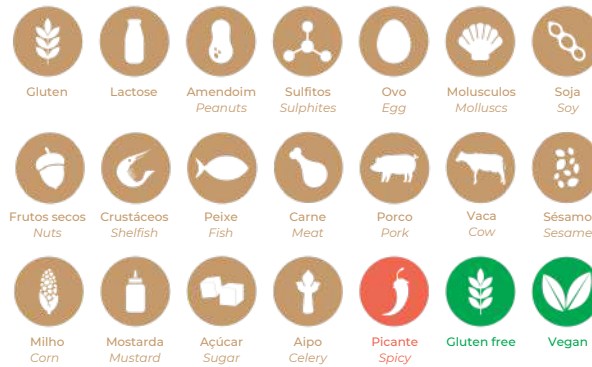 Gluten Lactose Amendoim Sulfitos Ovo Molusculos Soja
Peanuts Sulphites Egg Molluscs Soy
Frutos secos Crustáceos Peixe Carne Porco Vaca Sésamo
Nuts Shelfish Fish Meat Pork Cow Sesame
Milho Mostarda Açúcar Aipo Picante Gluten free Vegan
Corn Mustard Sugar Celery Spicy